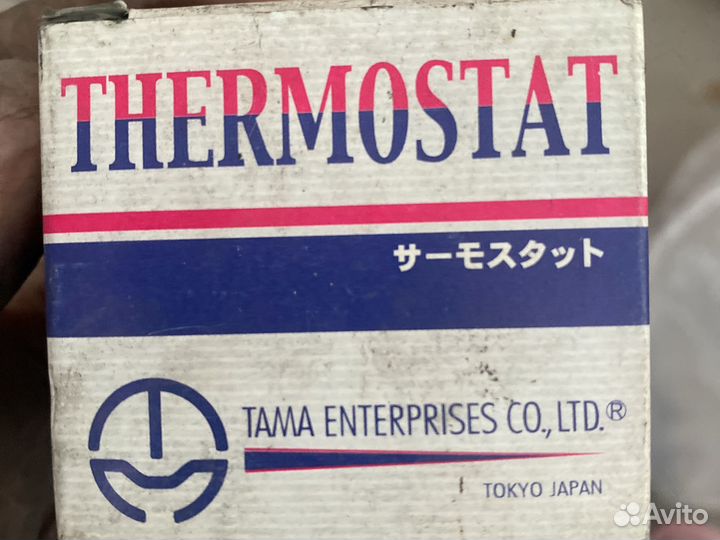 THERMOSTAT
サーモスタット
TAMA ENTERPRISES CO., LTD.®
TOKYO JAPAN
Avito